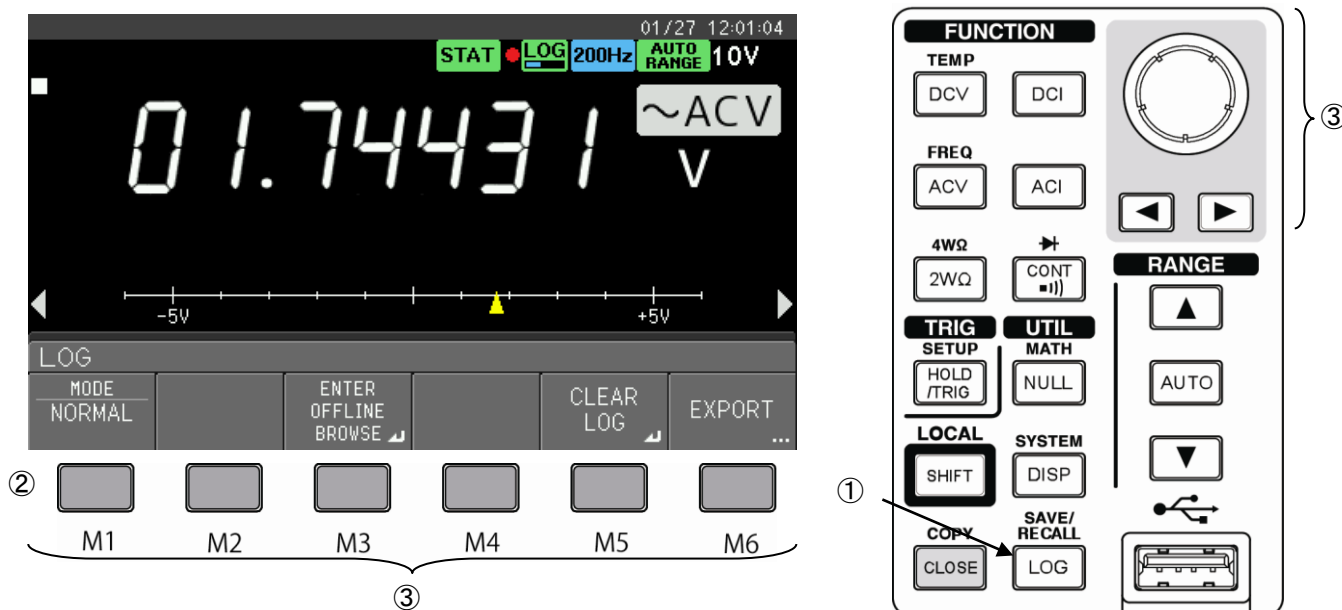 01/27 12:01:04
STAT LOG 200Hz AUTO RANGE 10V
01.74431
~ACV
V
-5V +5V
LOG
MODE
NORMAL
ENTER
OFFLINE
BROWSE
CLEAR
LOG
EXPORT
...
②
M1 M2 M3 M4 M5 M6
③
FUNCTION
TEMP
DCV DCI
③
FREQ
ACV ACI
4WΩ
2WΩ CONT
RANGE
TRIG UTIL
SETUP MATH
HOLD
/TRIG
NULL AUTO
LOCAL SYSTEM
SHIFT DISP
①
COPY SAVE/
RECALL
CLOSE LOG